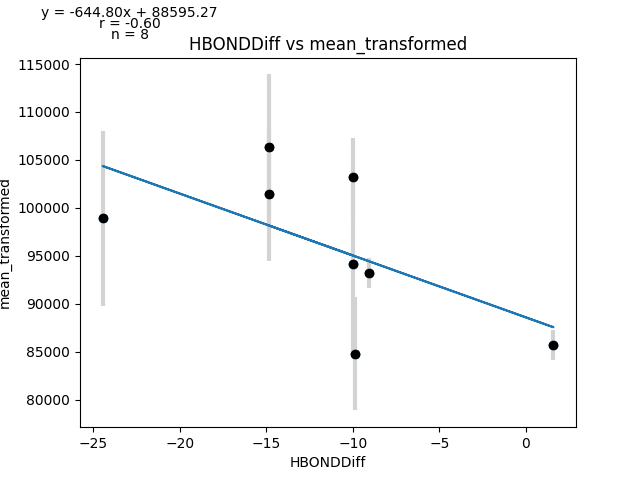 y = -644.80x + 88595.27
r = -0.60
n = 8
HBONDDiff vs mean_transformed
115000
110000
105000
100000
95000
90000
85000
80000
mean_transformed
−25
−20
−15
−10
−5
0
HBONDDiff